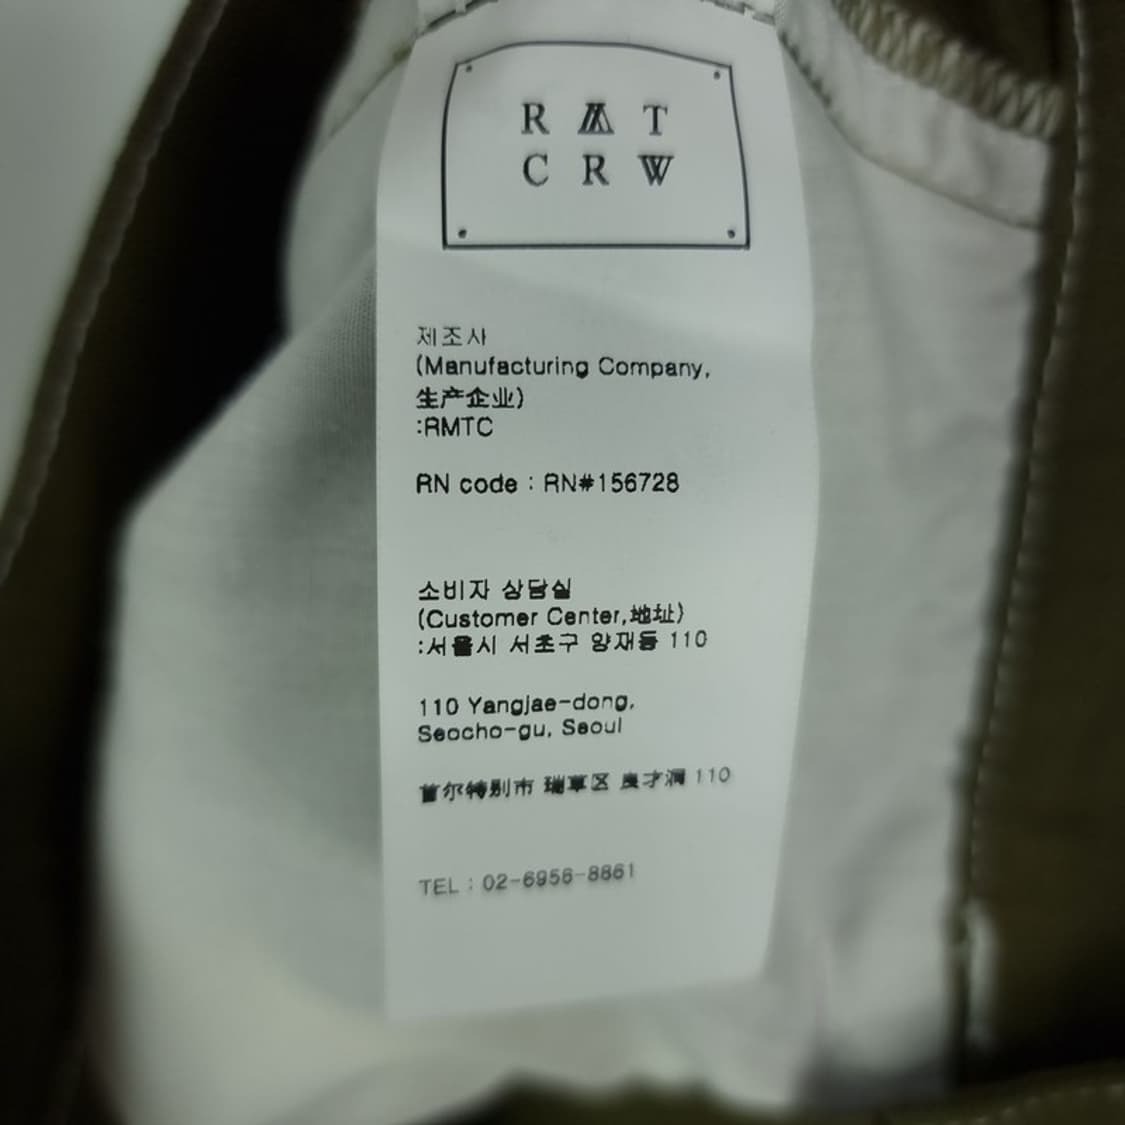 R M T
C R W
제조사
(Manufacturing Company,
生产企业)
:RMTC
RN code : RN#156728
소비자 상담실
(Customer Center,地址)
:서울시 서초구 양재동 110
110 Yangjae-dong,
Seocho-gu, Seoul
首尔特别市 瑞草区 良才洞 110
TEL : 02-6956-8861